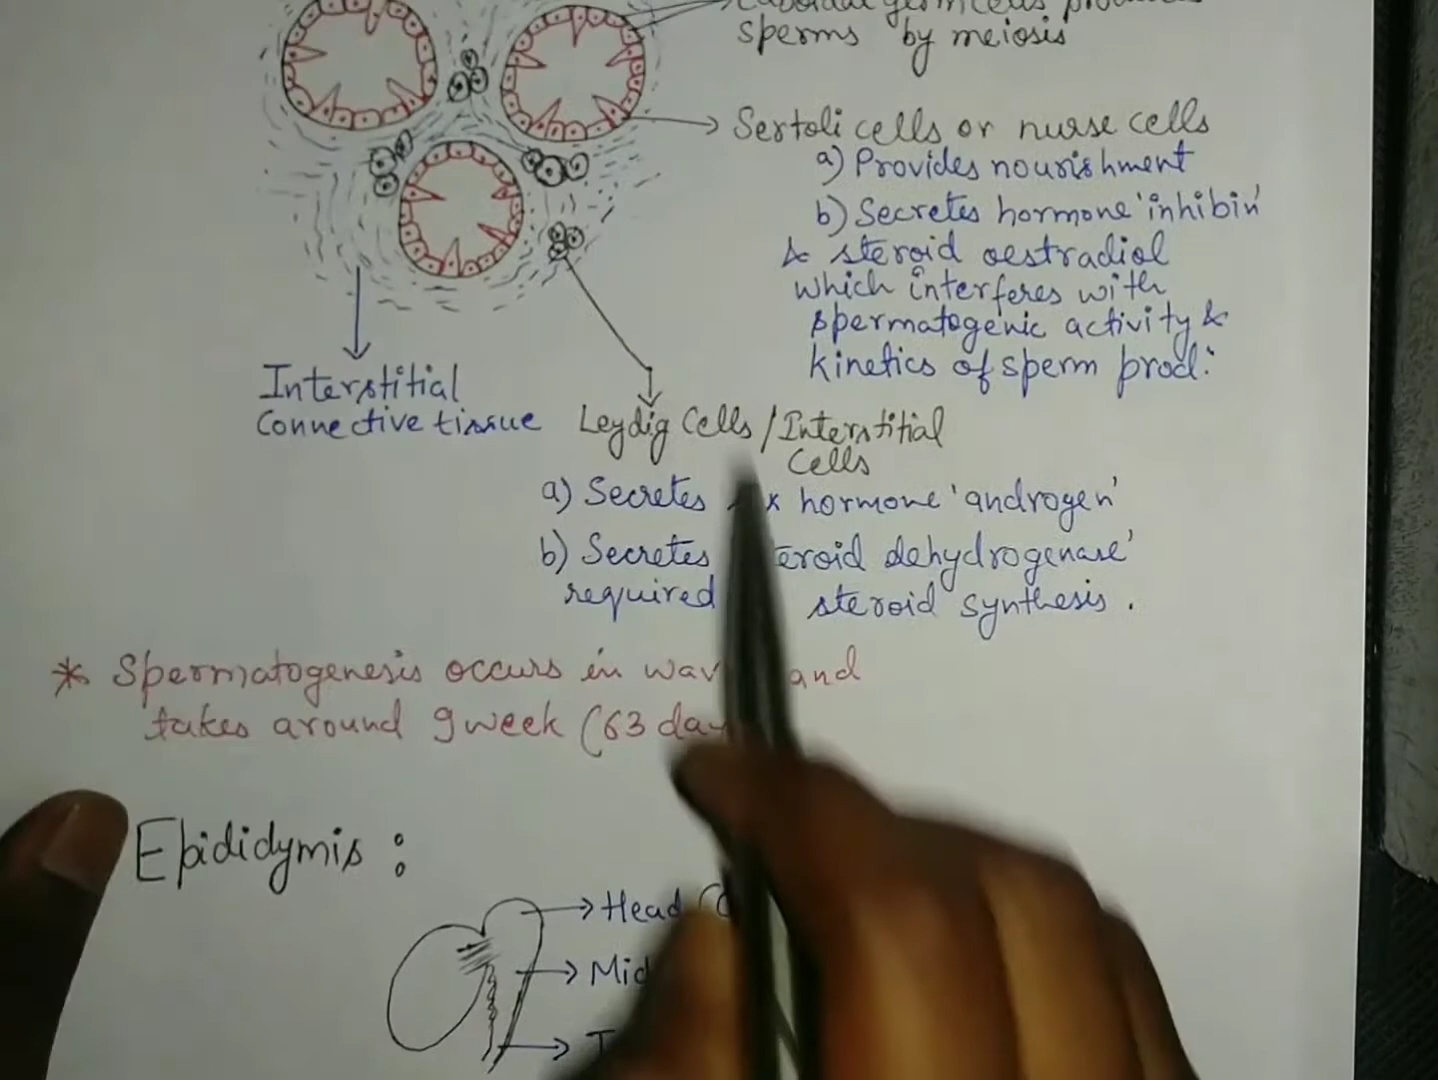 sperms by meiosis
Sertoli cells or nurse cells
a) Provides nourishment
b) Secretes hormone 'inhibin'
& steroid oestradiol
which interferes with
spermatogenic activity &
kinetics of sperm prod:
Interstitial
Connective tissue
Leydig Cells / Interstitial
Cells
a) Secretes hormone 'androgen'
b) Secretes dehydrogenase'
required steroid synthesis.
* Spermatogenesis occurs in and
takes around 9 week (63
Epididymis :
Head